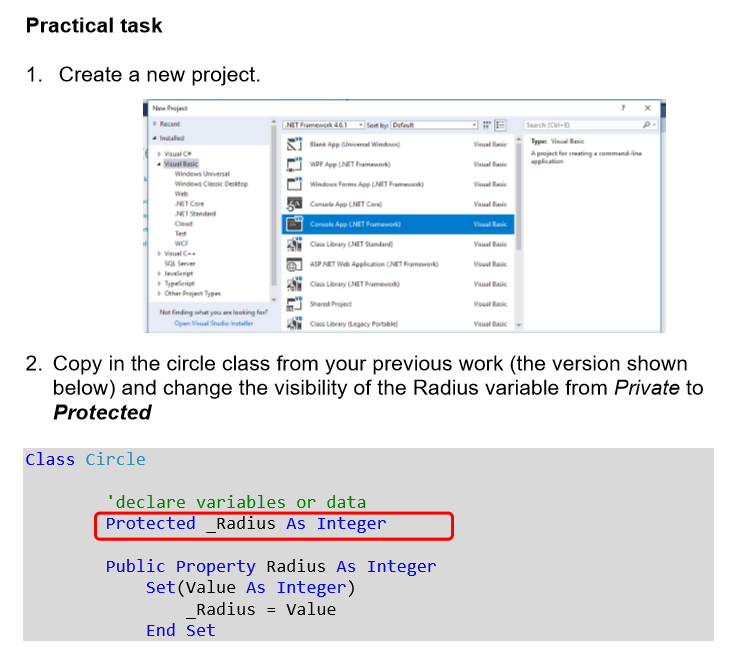 Practical task
1. Create a new project.
New Project
? X
Recent
.NET Framework 4.6.1 Sort by: Default
Search (Ctrl+E)
Installed
Visual C#
Visual Basic
Windows Universal
Windows Classic Desktop
Web
.NET Core
.NET Standard
Cloud
Test
WCF
Visual C++
SQL Server
JavaScript
TypeScript
Other Project Types
Not finding what you are looking for?
Open Visual Studio Installer
Blank App (Universal Windows) Visual Basic
WPF App (.NET Framework) Visual Basic
Windows Forms App (.NET Framework) Visual Basic
Console App (.NET Core) Visual Basic
Console App (.NET Framework) Visual Basic
Class Library (.NET Standard) Visual Basic
ASP.NET Web Application (.NET Framework) Visual Basic
Class Library (.NET Framework) Visual Basic
Shared Project Visual Basic
Class Library (Legacy Portable) Visual Basic
Type: Visual Basic
A project for creating a command-line
application
2. Copy in the circle class from your previous work (the version shown
below) and change the visibility of the Radius variable from Private to
Protected
Class Circle
'declare variables or data
Protected _Radius As Integer
Public Property Radius As Integer
Set(Value As Integer)
_Radius = Value
End Set